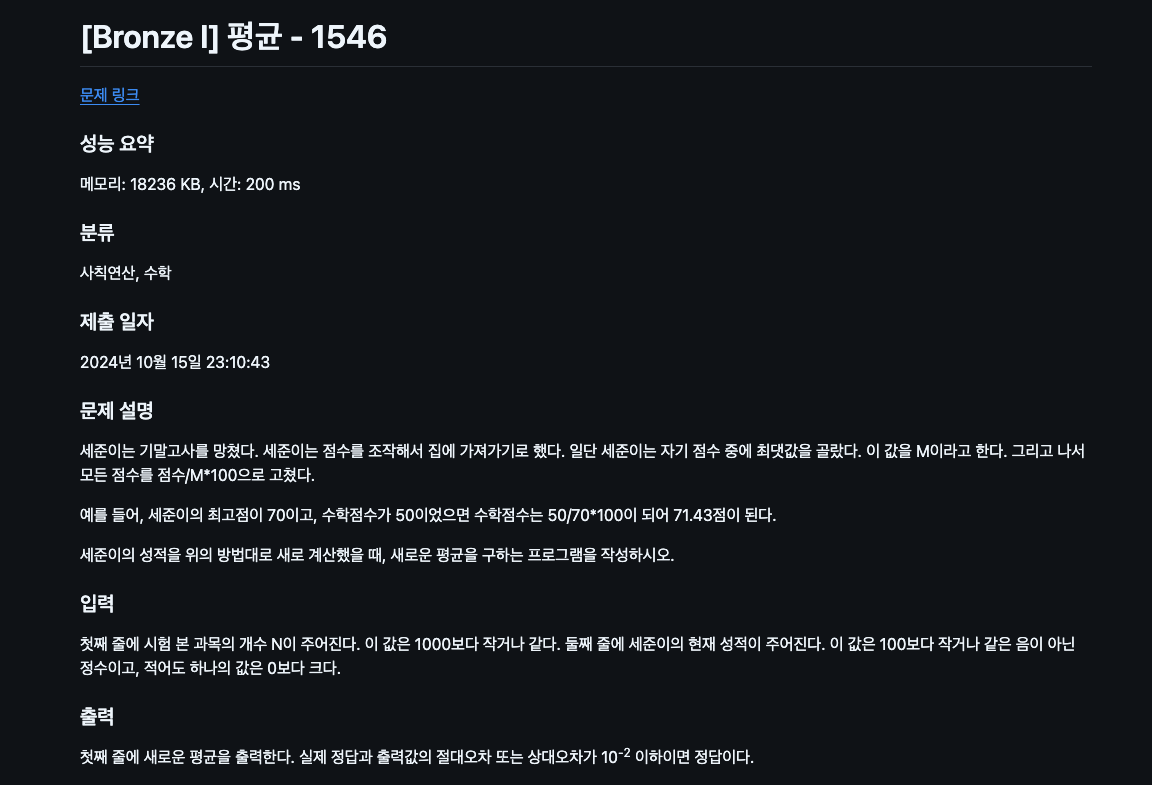 [Bronze I] 평균 - 1546
문제 링크
성능 요약
메모리: 18236 KB, 시간: 200 ms
분류
사칙연산, 수학
제출 일자
2024년 10월 15일 23:10:43
문제 설명
세준이는 기말고사를 망쳤다. 세준이는 점수를 조작해서 집에 가져가기로 했다. 일단 세준이는 자기 점수 중에 최댓값을 골랐다. 이 값을 M이라고 한다. 그리고 나서
모든 점수를 점수/M*100으로 고쳤다.
예를 들어, 세준이의 최고점이 70이고, 수학점수가 50이었으면 수학점수는 50/70*100이 되어 71.43점이 된다.
세준이의 성적을 위의 방법대로 새로 계산했을 때, 새로운 평균을 구하는 프로그램을 작성하시오.
입력
첫째 줄에 시험 본 과목의 개수 N이 주어진다. 이 값은 1000보다 작거나 같다. 둘째 줄에 세준이의 현재 성적이 주어진다. 이 값은 100보다 작거나 같은 음이 아닌
정수이고, 적어도 하나의 값은 0보다 크다.
출력
첫째 줄에 새로운 평균을 출력한다. 실제 정답과 출력값의 절대오차 또는 상대오차가 10⁻² 이하이면 정답이다.